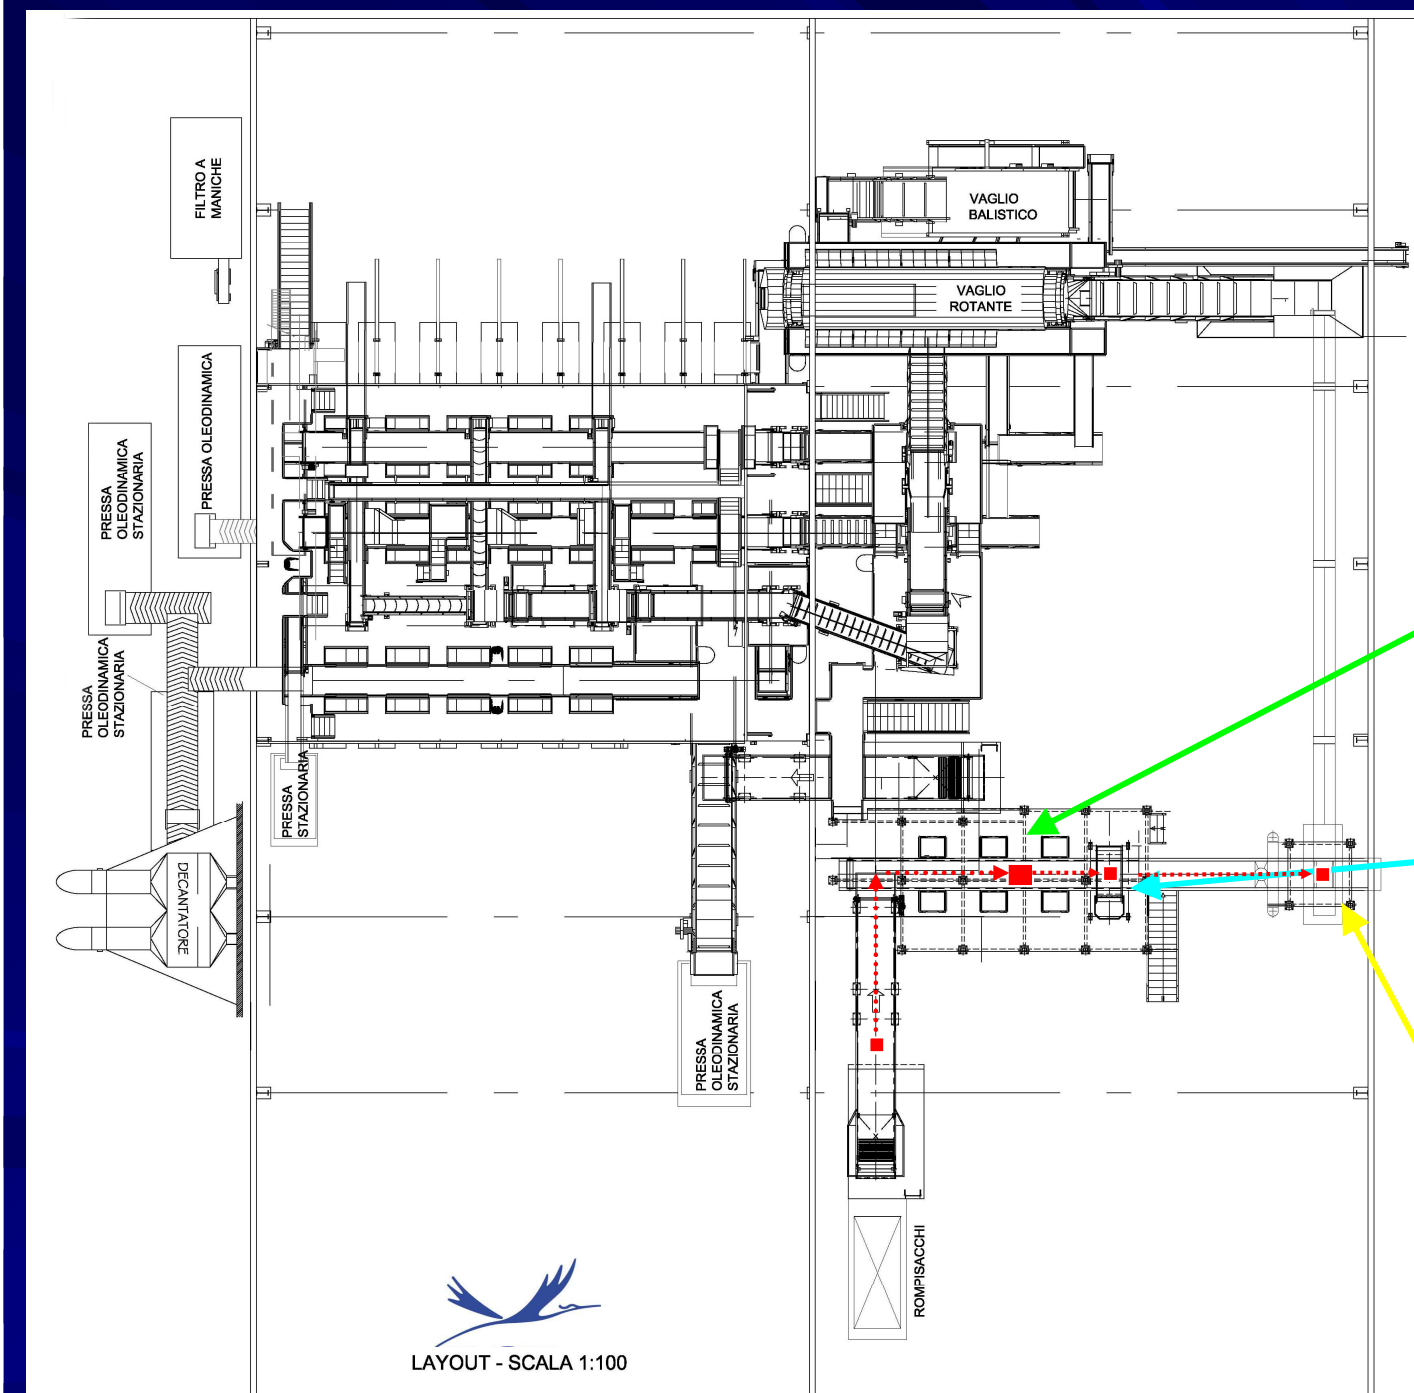 FILTRO A
MANICHE
VAGLIO
BALISTICO
VAGLIO
ROTANTE
PRESSA OLEODINAMICA
PRESSA
OLEODINAMICA
STAZIONARIA
PRESSA
OLEODINAMICA
STAZIONARIA
PRESSA
STAZIONARIA
DECANTATORE
PRESSA
OLEODINAMICA
STAZIONARIA
ROMPISACCHI
LAYOUT - SCALA 1:100